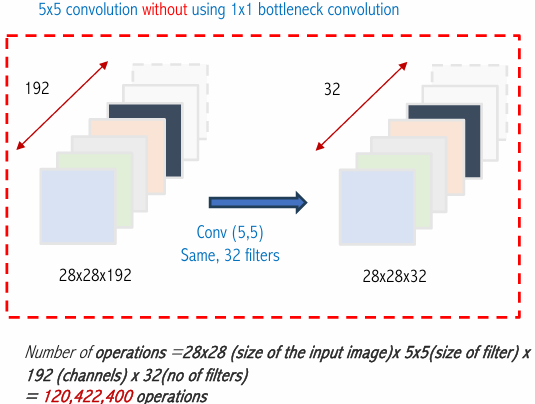 5x5 convolution without using 1x1 bottleneck convolution
192
32
Conv (5,5)
Same, 32 filters
28x28x192
28x28x32
Number of operations =28x28 (size of the input image)x 5x5(size of filter) x
192 (channels) x 32(no of filters)
= 120,422,400 operations